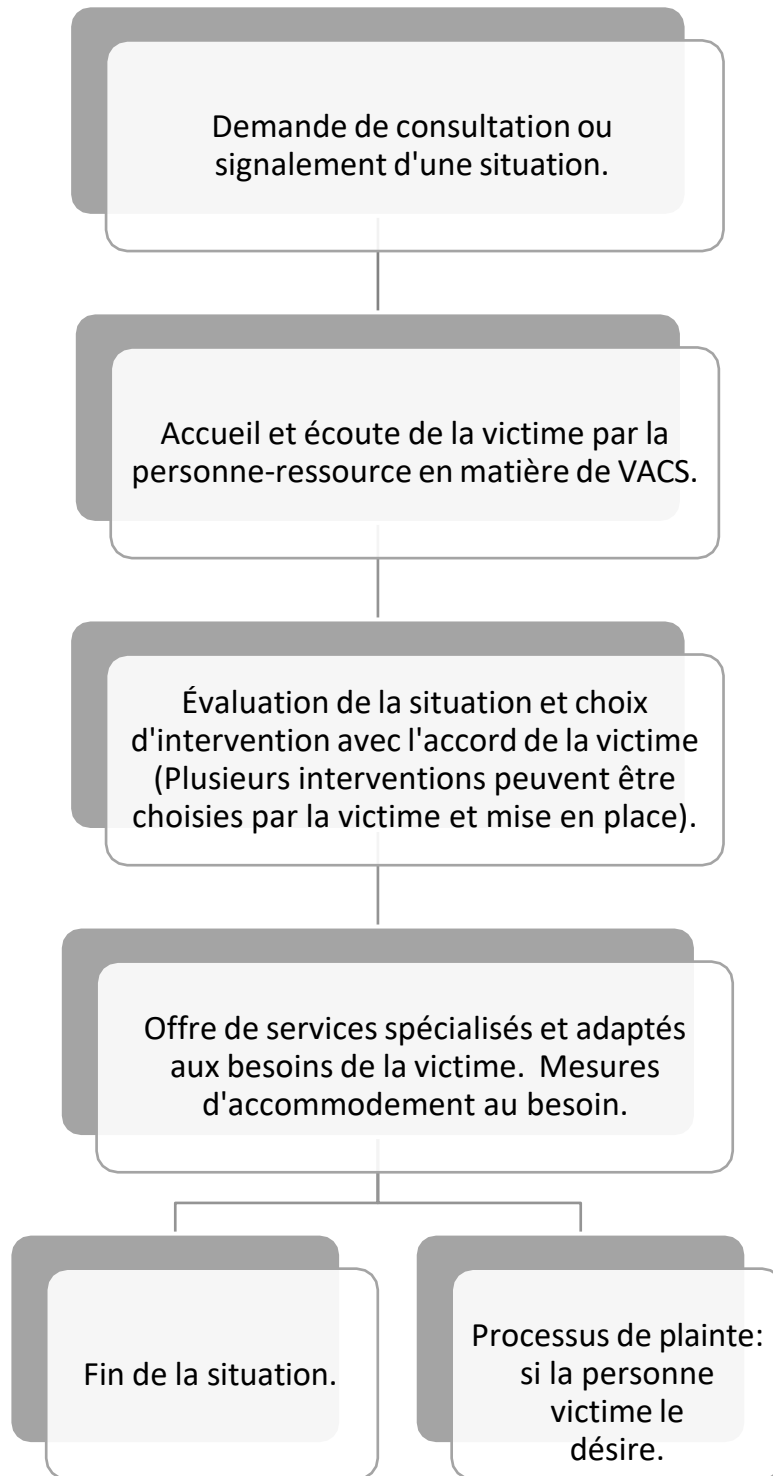 Demande de consultation ou
signalement d'une situation.
Accueil et écoute de la victime par la
personne-ressource en matière de VACS.
Évaluation de la situation et choix
d'intervention avec l'accord de la victime
(Plusieurs interventions peuvent être
choisies par la victime et mise en place).
Offre de services spécialisés et adaptés
aux besoins de la victime.  Mesures
d'accommodement au besoin.
Fin de la situation.
Processus de plainte:
si la personne
victime le
désire.